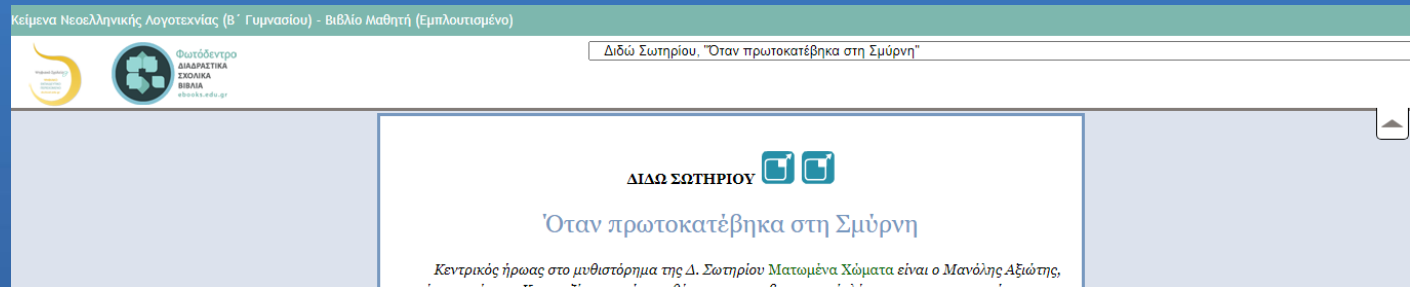 Κείμενα Νεοελληνικής Λογοτεχνίας (Β΄ Γυμνασίου) - Βιβλίο Μαθητή (Εμπλουτισμένο)
Φωτόδεντρο
ΔΙΑΔΡΑΣΤΙΚΑ
ΣΧΟΛΙΚΑ
ΒΙΒΛΙΑ
ebooks.edu.gr
Διδώ Σωτηρίου, "Όταν πρωτοκατέβηκα στη Σμύρνη"
ΔΙΔΩ ΣΩΤΗΡΙΟΥ
Όταν πρωτοκατέβηκα στη Σμύρνη
Κεντρικός ήρωας στο μυθιστόρημα της Δ. Σωτηρίου Ματωμένα Χώματα είναι ο Μανόλης Αξιώτης,